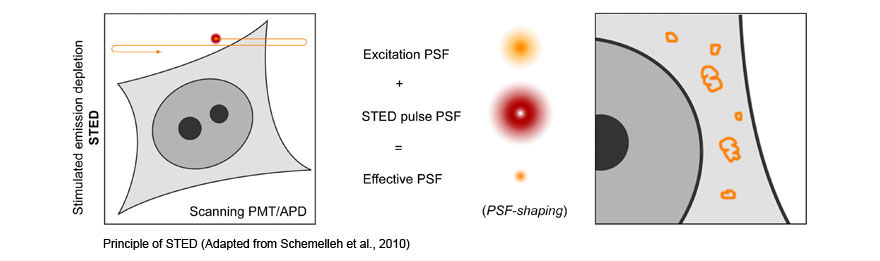 Stimulated emission depletion
STED
Scanning PMT/APD
Excitation PSF
+
STED pulse PSF
=
Effective PSF
(PSF-shaping)
Principle of STED (Adapted from Schemelleh et al., 2010)